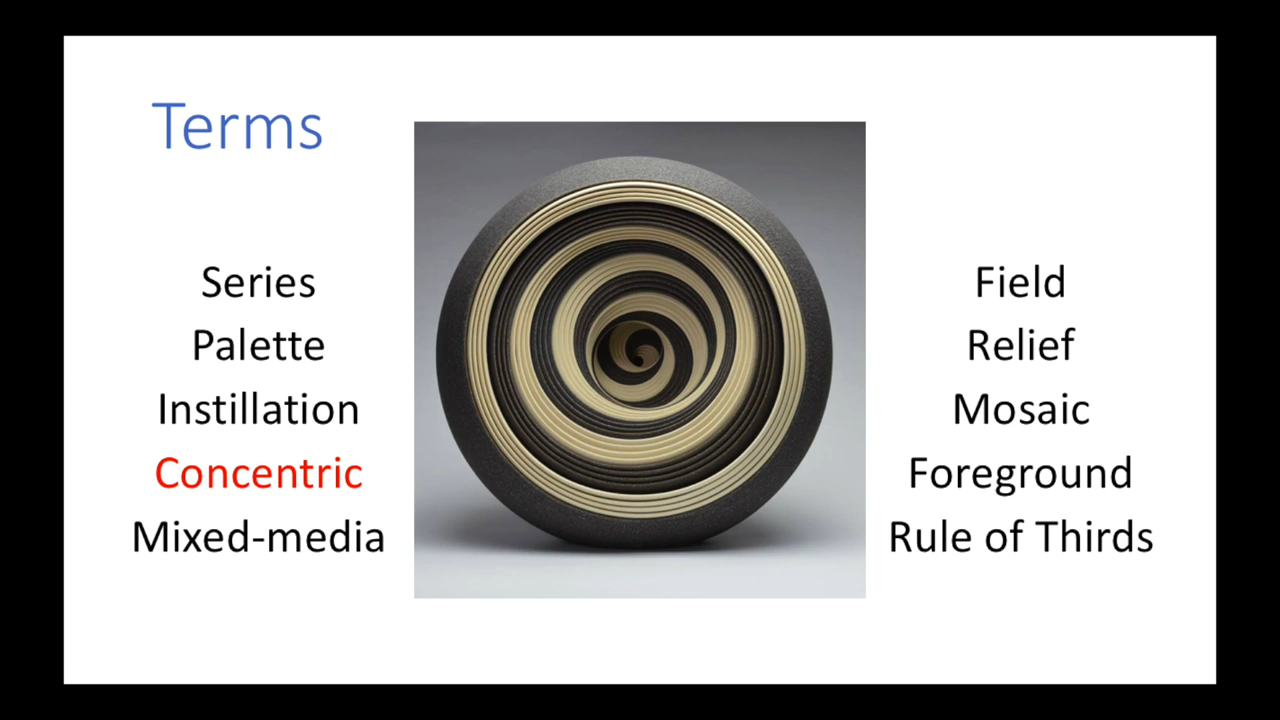 Terms
Series
Palette
Instillation
Concentric
Mixed-media
Field
Relief
Mosaic
Foreground
Rule of Thirds